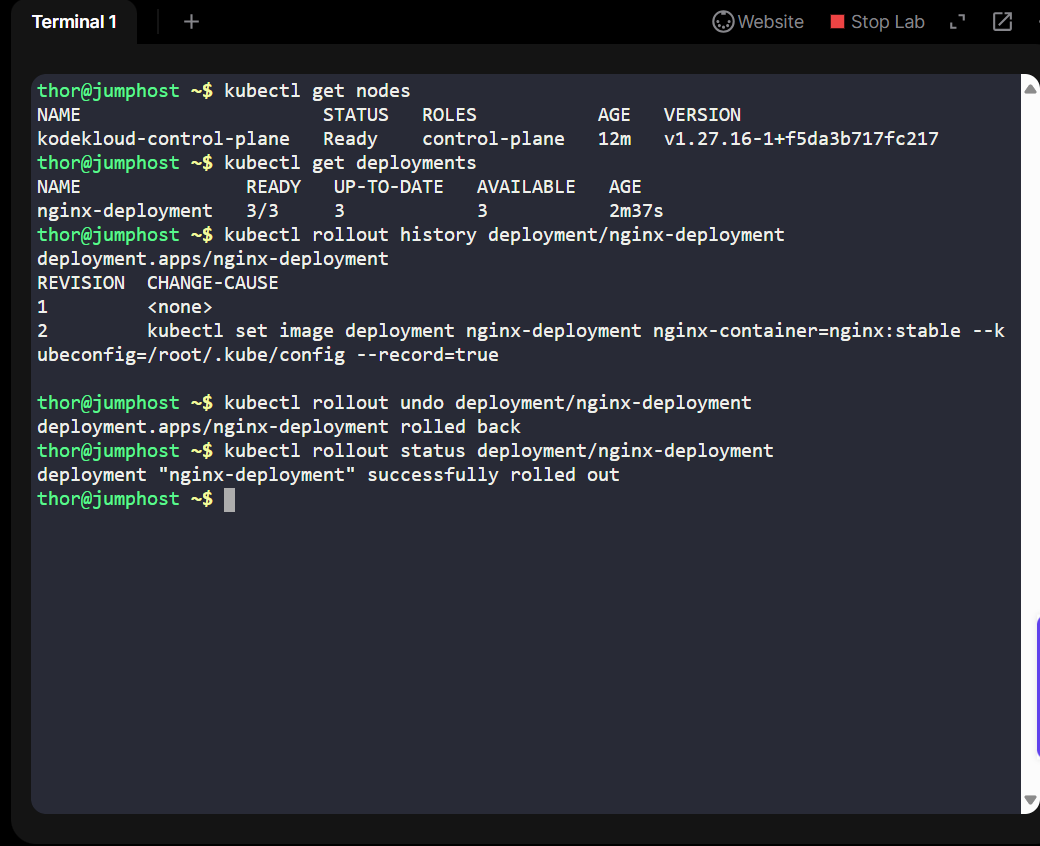 Terminal 1 + Website Stop Lab
thor@jumphost ~$ kubectl get nodes
NAME                      STATUS   ROLES           AGE   VERSION
kodekloud-control-plane   Ready    control-plane   12m   v1.27.16-1+f5da3b717fc217
thor@jumphost ~$ kubectl get deployments
NAME               READY   UP-TO-DATE   AVAILABLE   AGE
nginx-deployment   3/3     3            3           2m37s
thor@jumphost ~$ kubectl rollout history deployment/nginx-deployment
deployment.apps/nginx-deployment
REVISION  CHANGE-CAUSE
1         <none>
2         kubectl set image deployment nginx-deployment nginx-container=nginx:stable --k
ubeconfig=/root/.kube/config --record=true
thor@jumphost ~$ kubectl rollout undo deployment/nginx-deployment
deployment.apps/nginx-deployment rolled back
thor@jumphost ~$ kubectl rollout status deployment/nginx-deployment
deployment "nginx-deployment" successfully rolled out
thor@jumphost ~$